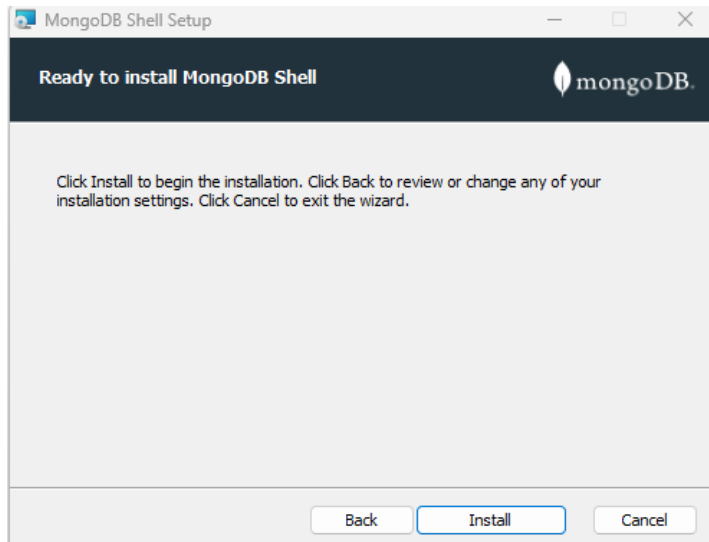 MongoDB Shell Setup
Ready to install MongoDB Shell
mongoDB.
Click Install to begin the installation. Click Back to review or change any of your
installation settings. Click Cancel to exit the wizard.
Back Install Cancel